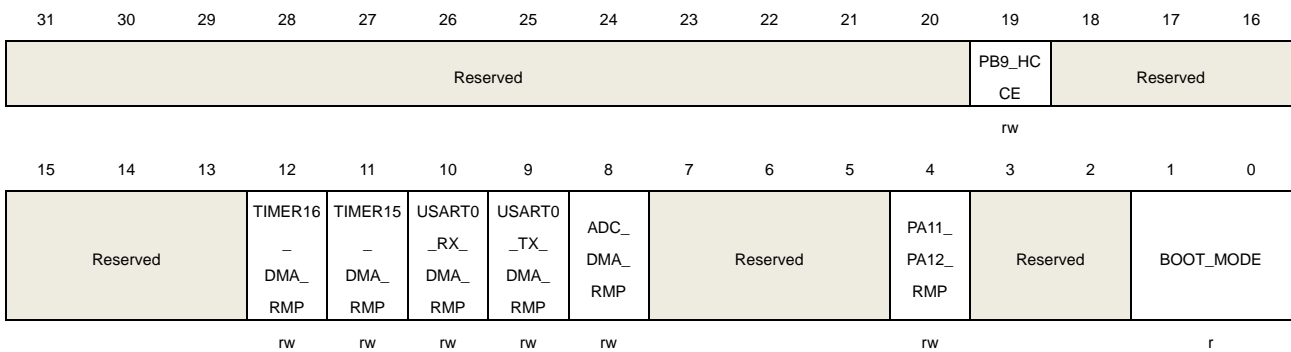 31 30 29 28 27 26 25 24 23 22 21 20 19 18 17 16
Reserved PB9_HC CE Reserved
rw
15 14 13 12 11 10 9 8 7 6 5 4 3 2 1 0
Reserved TIMER16 _ DMA_ RMP TIMER15 _ DMA_ RMP USART0 _RX_ DMA_ RMP USART0 _TX_ DMA_ RMP ADC_ DMA_ RMP Reserved PA11_ PA12_ RMP Reserved BOOT_MODE
rw rw rw rw rw rw r